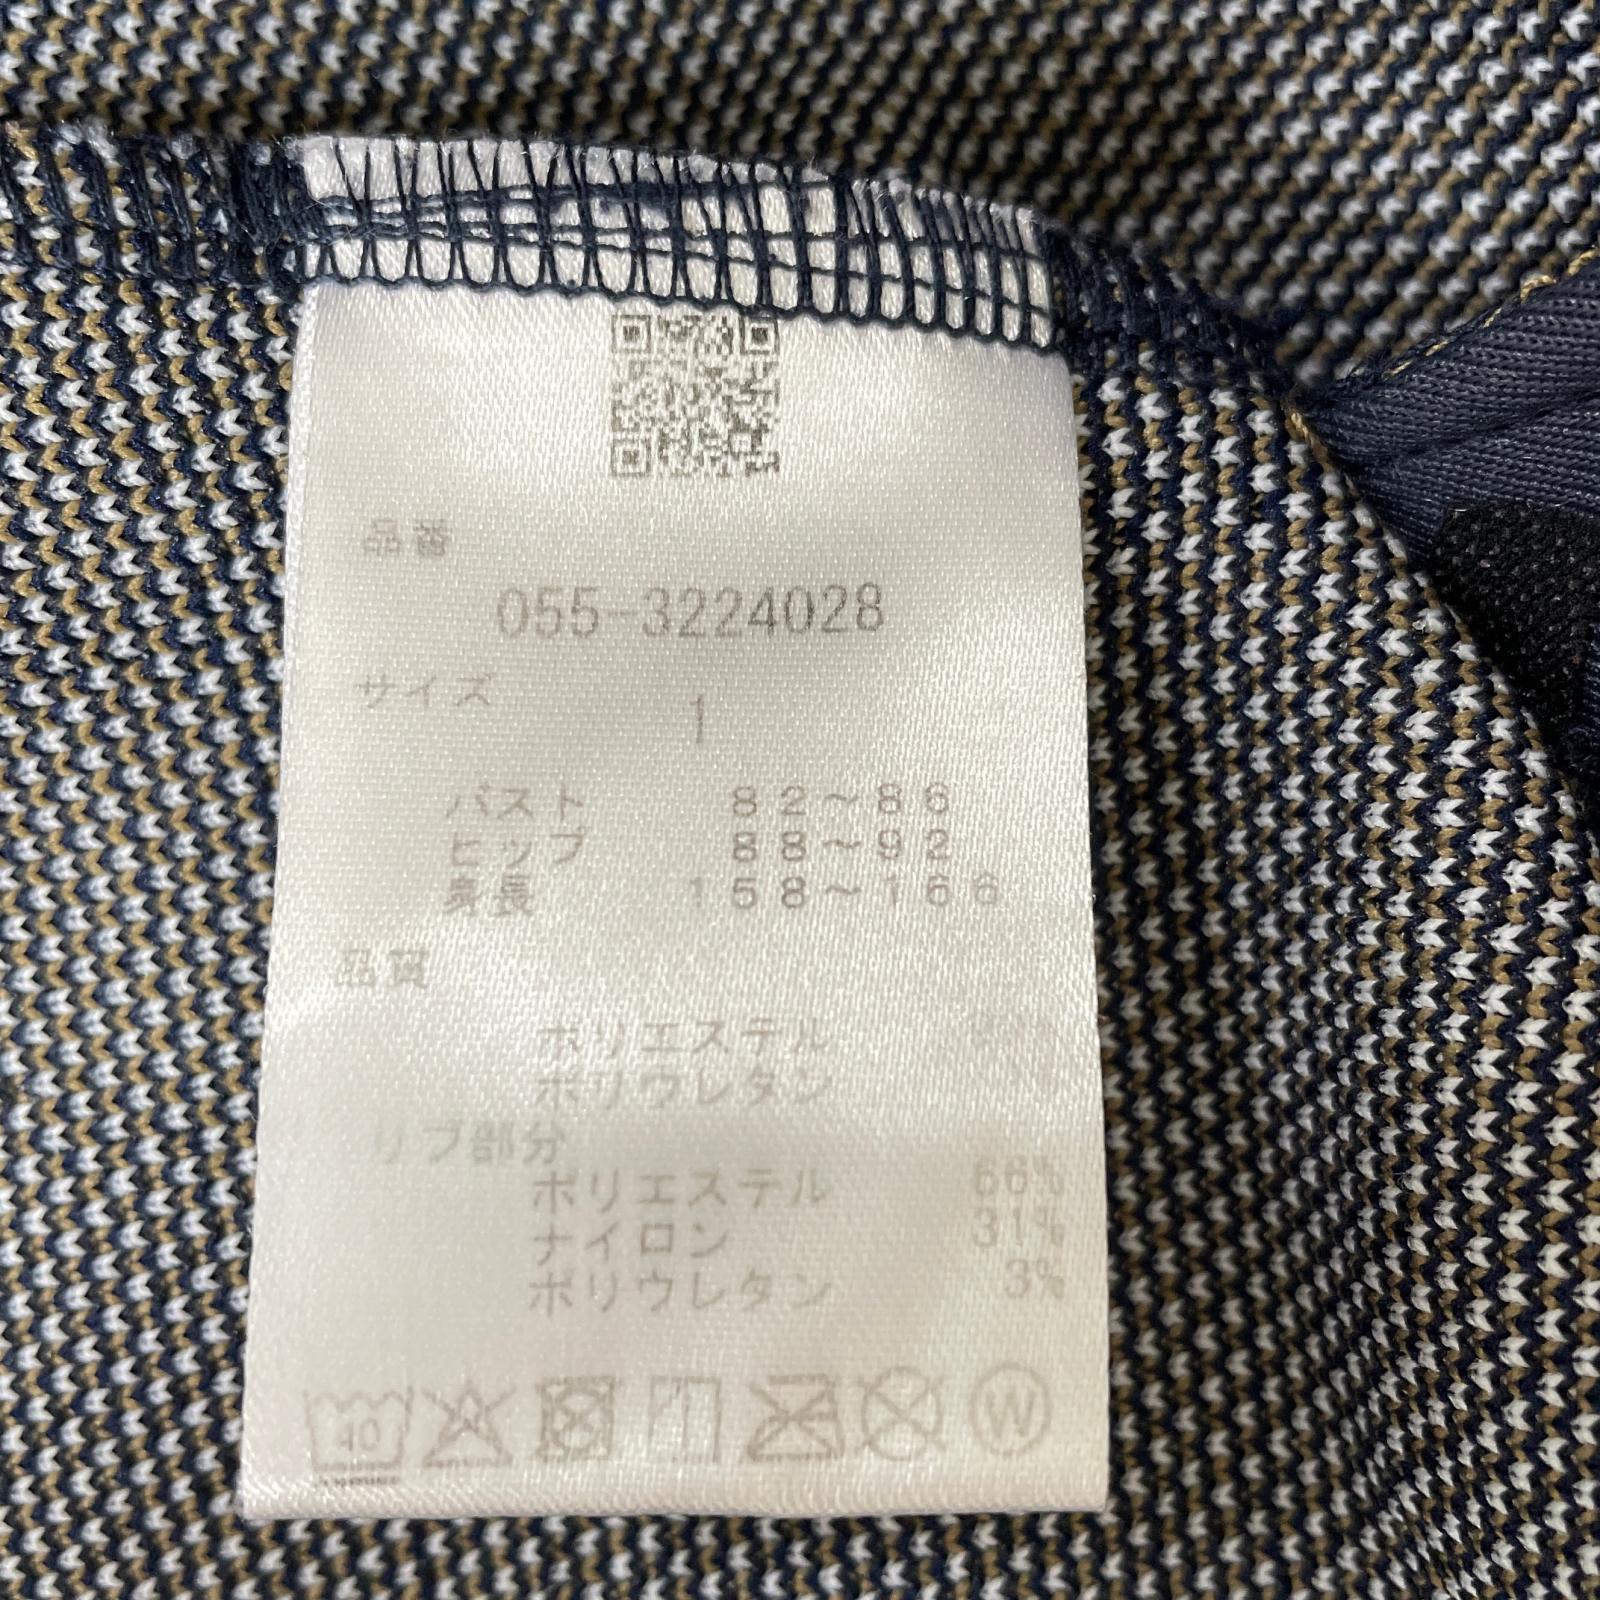 品番
055-3224028
サイズ
1
バスト 82～86
ヒップ 88～92
身長 158～166
品質
ポリエステル
ポリウレタン
リブ部分
ポリエステル 66%
ナイロン 31%
ポリウレタン 3%
40
W